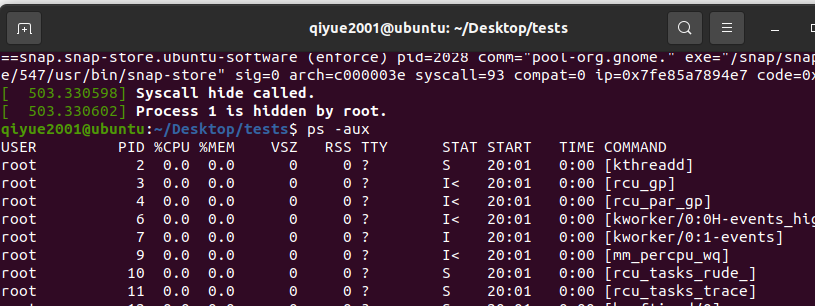 qiyue2001@ubuntu: ~/Desktop/tests
==snap.snap-store.ubuntu-software (enforce) pid=2028 comm="pool-org.gnome." exe="/snap/snap
e/547/usr/bin/snap-store" sig=0 arch=c000003e syscall=93 compat=0 ip=0x7fe85a7894e7 code=0x
[  503.330598] Syscall hide called.
[  503.330602] Process 1 is hidden by root.
qiyue2001@ubuntu:~/Desktop/tests$ ps -aux
USER         PID %CPU %MEM    VSZ   RSS TTY      STAT START   TIME COMMAND
root           2  0.0  0.0      0     0 ?        S    20:01   0:00 [kthreadd]
root           3  0.0  0.0      0     0 ?        I<   20:01   0:00 [rcu_gp]
root           4  0.0  0.0      0     0 ?        I<   20:01   0:00 [rcu_par_gp]
root           6  0.0  0.0      0     0 ?        I<   20:01   0:00 [kworker/0:0H-events_hig
root           7  0.0  0.0      0     0 ?        I    20:01   0:00 [kworker/0:1-events]
root           9  0.0  0.0      0     0 ?        I<   20:01   0:00 [mm_percpu_wq]
root          10  0.0  0.0      0     0 ?        S    20:01   0:00 [rcu_tasks_rude_]
root          11  0.0  0.0      0     0 ?        S    20:01   0:00 [rcu_tasks_trace]